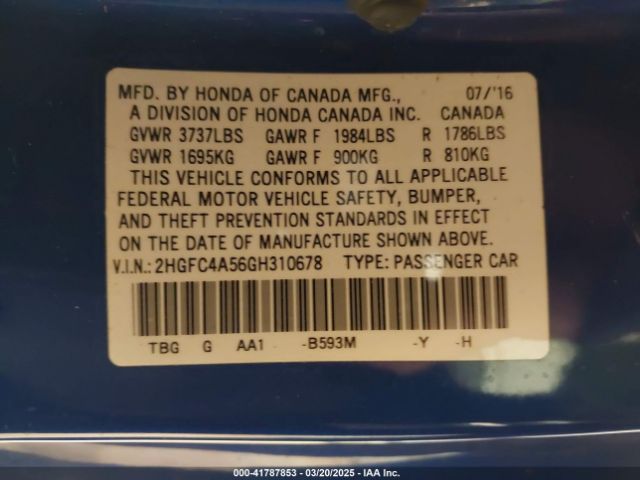 MFD. BY HONDA OF CANADA MFG., 07/'16
A DIVISION OF HONDA CANADA INC. CANADA
GVWR 3737LBS GAWR F 1984LBS R 1786LBS
GVWR 1695KG GAWR F 900KG R 810KG
THIS VEHICLE CONFORMS TO ALL APPLICABLE
FEDERAL MOTOR VEHICLE SAFETY, BUMPER,
AND THEFT PREVENTION STANDARDS IN EFFECT
ON THE DATE OF MANUFACTURE SHOWN ABOVE.
V.I.N.: 2HGFC4A56GH310678 TYPE: PASSENGER CAR
TBG G AA1 -B593M -Y -H
(00-41787853 - 03/20/2025 - IAA Inc.)